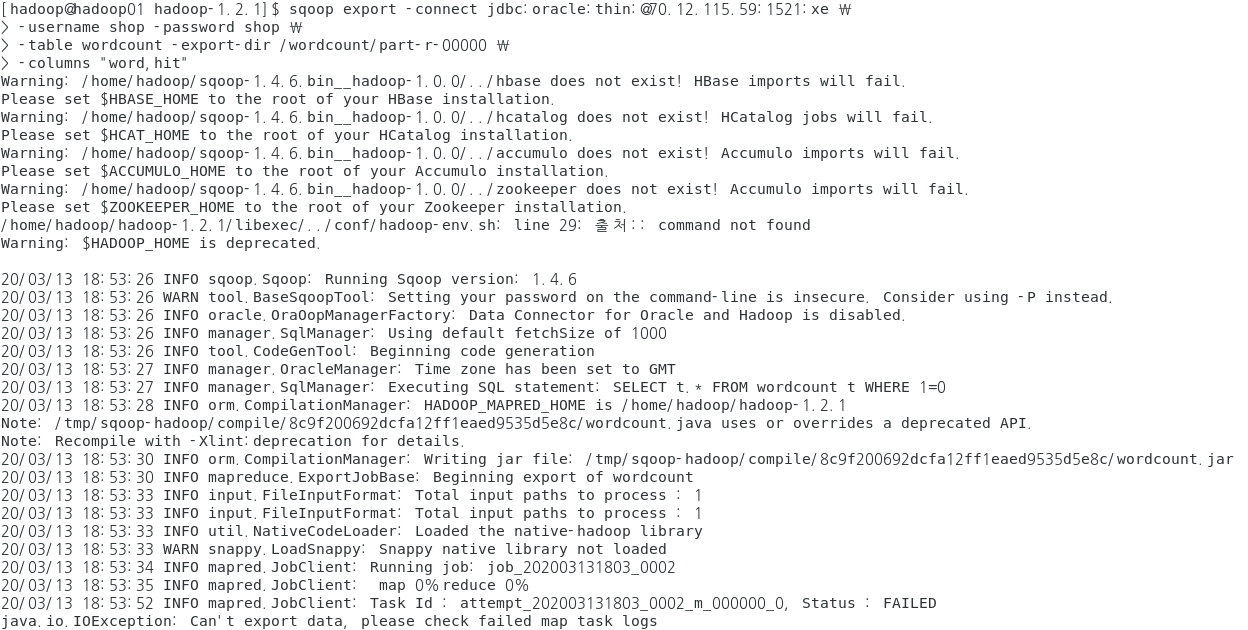 [hadoop@hadoop01 hadoop-1.2.1]$ sqoop export -connect jdbc:oracle:thin:@70.12.115.59:1521:xe ₩
> -username shop -password shop ₩
> -table wordcount -export-dir /wordcount/part-r-00000 ₩
> -columns "word,hit"
Warning: /home/hadoop/sqoop-1.4.6.bin__hadoop-1.0.0/../hbase does not exist! HBase imports will fail.
Please set $HBASE_HOME to the root of your HBase installation.
Warning: /home/hadoop/sqoop-1.4.6.bin__hadoop-1.0.0/../hcatalog does not exist! HCatalog jobs will fail.
Please set $HCAT_HOME to the root of your HCatalog installation.
Warning: /home/hadoop/sqoop-1.4.6.bin__hadoop-1.0.0/../accumulo does not exist! Accumulo imports will fail.
Please set $ACCUMULO_HOME to the root of your Accumulo installation.
Warning: /home/hadoop/sqoop-1.4.6.bin__hadoop-1.0.0/../zookeeper does not exist! Accumulo imports will fail.
Please set $ZOOKEEPER_HOME to the root of your Zookeeper installation.
/home/hadoop/hadoop-1.2.1/libexec/../conf/hadoop-env.sh: line 29: 출처:: command not found
Warning: $HADOOP_HOME is deprecated.
20/03/13 18:53:26 INFO sqoop.Sqoop: Running Sqoop version: 1.4.6
20/03/13 18:53:26 WARN tool.BaseSqoopTool: Setting your password on the command-line is insecure. Consider using -P instead.
20/03/13 18:53:26 INFO oracle.OraOopManagerFactory: Data Connector for Oracle and Hadoop is disabled.
20/03/13 18:53:26 INFO manager.SqlManager: Using default fetchSize of 1000
20/03/13 18:53:26 INFO tool.CodeGenTool: Beginning code generation
20/03/13 18:53:27 INFO manager.OracleManager: Time zone has been set to GMT
20/03/13 18:53:27 INFO manager.SqlManager: Executing SQL statement: SELECT t.* FROM wordcount t WHERE 1=0
20/03/13 18:53:28 INFO orm.CompilationManager: HADOOP_MAPRED_HOME is /home/hadoop/hadoop-1.2.1
Note: /tmp/sqoop-hadoop/compile/8c9f200692dcfa12ff1eaed9535d5e8c/wordcount.java uses or overrides a deprecated API.
Note: Recompile with -Xlint:deprecation for details.
20/03/13 18:53:30 INFO orm.CompilationManager: Writing jar file: /tmp/sqoop-hadoop/compile/8c9f200692dcfa12ff1eaed9535d5e8c/wordcount.jar
20/03/13 18:53:30 INFO mapreduce.ExportJobBase: Beginning export of wordcount
20/03/13 18:53:33 INFO input.FileInputFormat: Total input paths to process : 1
20/03/13 18:53:33 INFO input.FileInputFormat: Total input paths to process : 1
20/03/13 18:53:33 INFO util.NativeCodeLoader: Loaded the native-hadoop library
20/03/13 18:53:33 WARN snappy.LoadSnappy: Snappy native library not loaded
20/03/13 18:53:34 INFO mapred.JobClient: Running job: job_202003131803_0002
20/03/13 18:53:35 INFO mapred.JobClient:  map 0% reduce 0%
20/03/13 18:53:52 INFO mapred.JobClient: Task Id : attempt_202003131803_0002_m_000000_0, Status : FAILED
java.io.IOException: Can't export data, please check failed map task logs